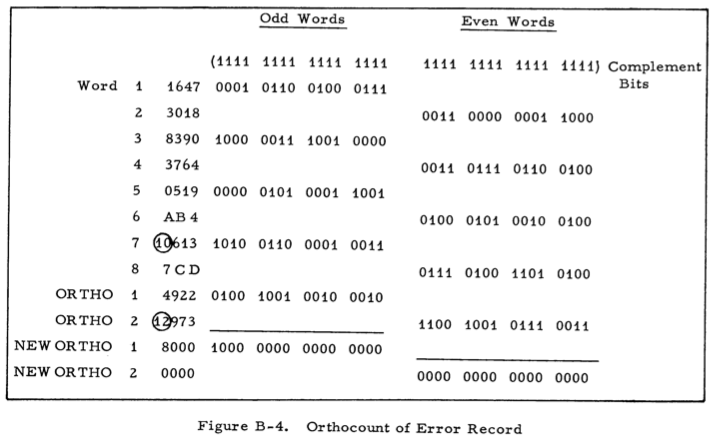 Odd Words Even Words
(1111 1111 1111 1111 1111 1111 1111 1111) Complement
Bits
Word 1 1647 0001 0110 0100 0111
2 3018 0011 0000 0001 1000
3 8390 1000 0011 1001 0000
4 3764 0011 0111 0110 0100
5 0519 0000 0101 0001 1001
6 AB 4 0100 0101 0010 0100
7 10613 1010 0110 0001 0011
8 7 C D 0111 0100 1101 0100
ORTHO 1 4922 0100 1001 0010 0010
ORTHO 2 12973 1100 1001 0111 0011
NEW ORTHO 1 8000 1000 0000 0000 0000
NEW ORTHO 2 0000 0000 0000 0000 0000
Figure B-4. Orthocount of Error Record